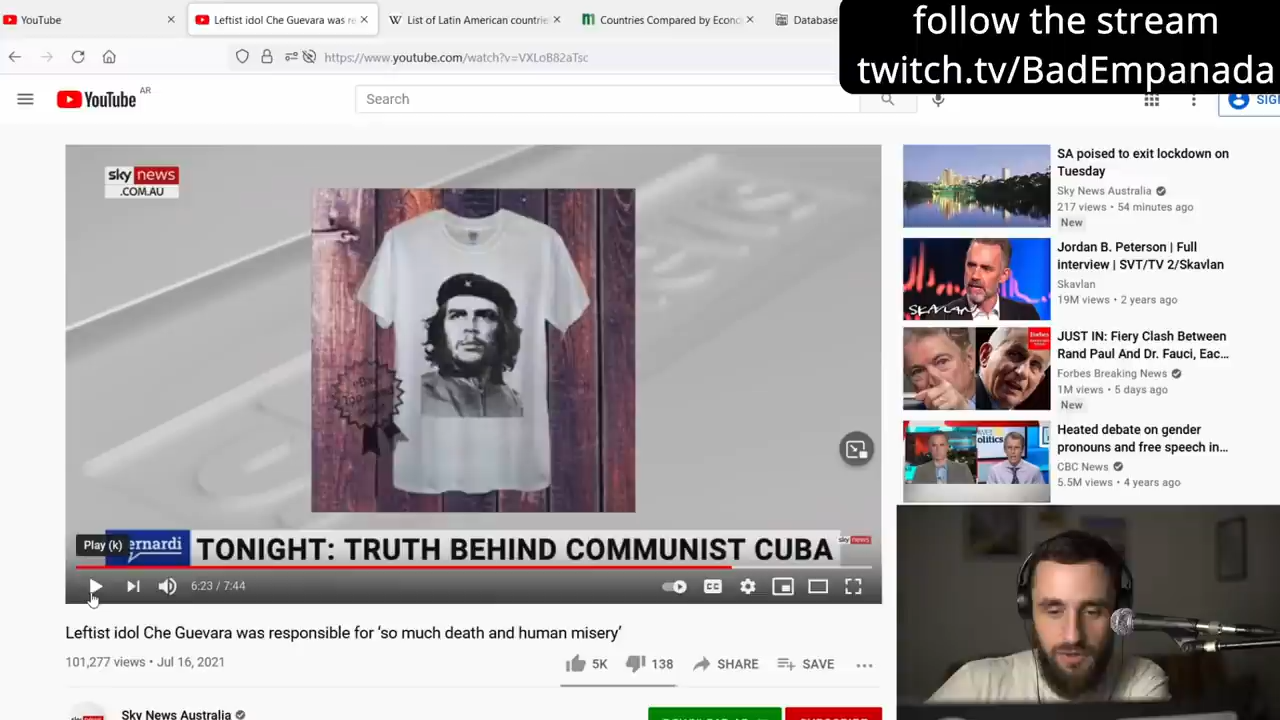 follow the stream
twitch.tv/BadEmpanada
YouTube
Leftist idol Che Guevara was re
List of Latin American countrie
Countries Compared by Econo
Database
https://www.youtube.com/watch?v=VXLoB82aTsc
YouTube AR
Search
SIG
sky news
.COM.AU
Play (k)
ernardi
TONIGHT: TRUTH BEHIND COMMUNIST CUBA
sky news
6:23 / 7:44
CC
Leftist idol Che Guevara was responsible for 'so much death and human misery'
101,277 views • Jul 16, 2021
5K
138
SHARE
SAVE
Sky News Australia
SA poised to exit lockdown on
Tuesday
Sky News Australia
217 views • 54 minutes ago
New
SKAVLAN
Jordan B. Peterson | Full
interview | SVT/TV 2/Skavlan
Skavlan
19M views • 2 years ago
Forbes
JUST IN: Fiery Clash Between
Rand Paul And Dr. Fauci, Eac...
Forbes Breaking News
1M views • 5 days ago
New
olitics
Heated debate on gender
pronouns and free speech in...
CBC News
5.5M views • 4 years ago